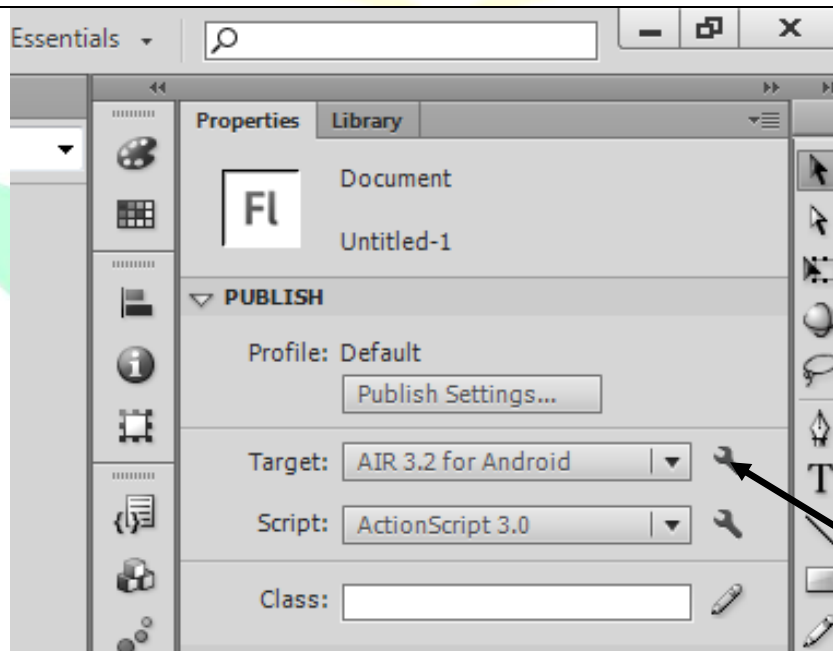 Essentials
Properties Library
Fl
Document
Untitled-1
PUBLISH
Profile: Default
Publish Settings...
Target: AIR 3.2 for Android
Script: ActionScript 3.0
Class:
T